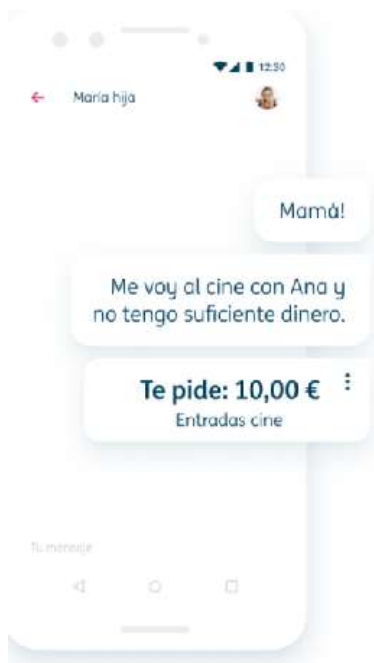 12:30
María hija
Mamá!
Me voy al cine con Ana y
no tengo suficiente dinero.
Te pide: 10,00 €
Entradas cine
Tu mensaje